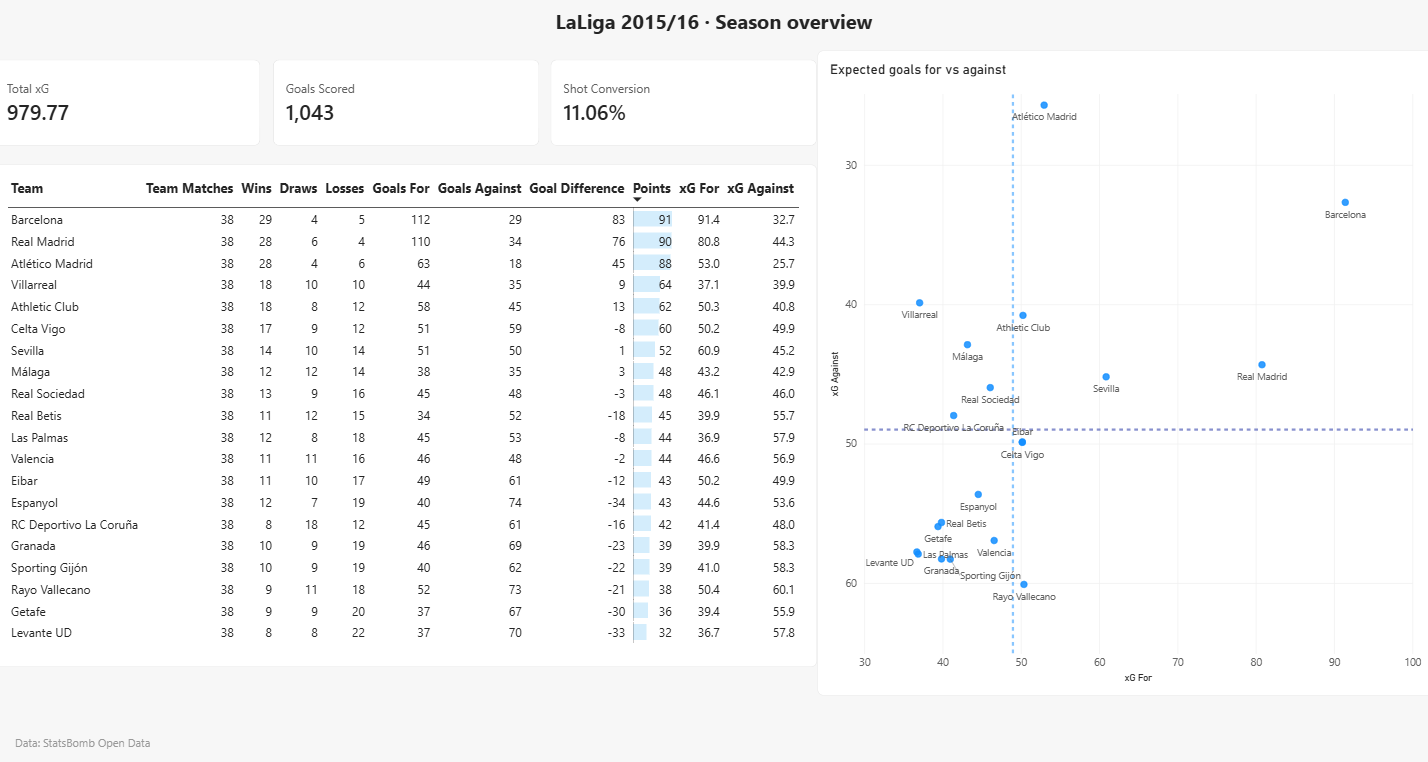 LaLiga 2015/16 · Season overview
Total xG
979.77
Goals Scored
1,043
Shot Conversion
11.06%
Team Team Matches Wins Draws Losses Goals For Goals Against Goal Difference Points xG For xG Against
Barcelona 38 29 4 5 112 29 83 91 91.4 32.7
Real Madrid 38 28 6 4 110 34 76 90 80.8 44.3
Atlético Madrid 38 28 4 6 63 18 45 88 53.0 25.7
Villarreal 38 18 10 10 44 35 9 64 37.1 39.9
Athletic Club 38 18 8 12 58 45 13 62 50.3 40.8
Celta Vigo 38 17 9 12 51 59 -8 60 50.2 49.9
Sevilla 38 14 10 14 51 50 1 52 60.9 45.2
Málaga 38 12 12 14 38 35 3 48 43.2 42.9
Real Sociedad 38 13 9 16 45 48 -3 48 46.1 46.0
Real Betis 38 11 12 15 34 52 -18 45 39.9 55.7
Las Palmas 38 12 8 18 45 53 -8 44 36.9 57.9
Valencia 38 11 11 16 46 48 -2 44 46.6 56.9
Eibar 38 11 10 17 49 61 -12 43 50.2 49.9
Espanyol 38 12 7 19 40 74 -34 43 44.6 53.6
RC Deportivo La Coruña 38 8 18 12 45 61 -16 42 41.4 48.0
Granada 38 10 9 19 46 69 -23 39 39.9 58.3
Sporting Gijón 38 10 9 19 40 62 -22 39 41.0 58.3
Rayo Vallecano 38 9 11 18 52 73 -21 38 50.4 60.1
Getafe 38 9 9 20 37 67 -30 36 39.4 55.9
Levante UD 38 8 8 22 37 70 -33 32 36.7 57.8
Expected goals for vs against
Atlético Madrid
30
Barcelona
40
Villarreal
Athletic Club
Málaga
Real Madrid
Sevilla
Real Sociedad
RC Deportivo La Coruña
Eibar
50
Celta Vigo
Espanyol
Real Betis
Getafe
Valencia
Las Palmas
Levante UD
Granada
Sporting Gijón
60
Rayo Vallecano
xG Against
30 40 50 60 70 80 90 100
xG For
Data: StatsBomb Open Data